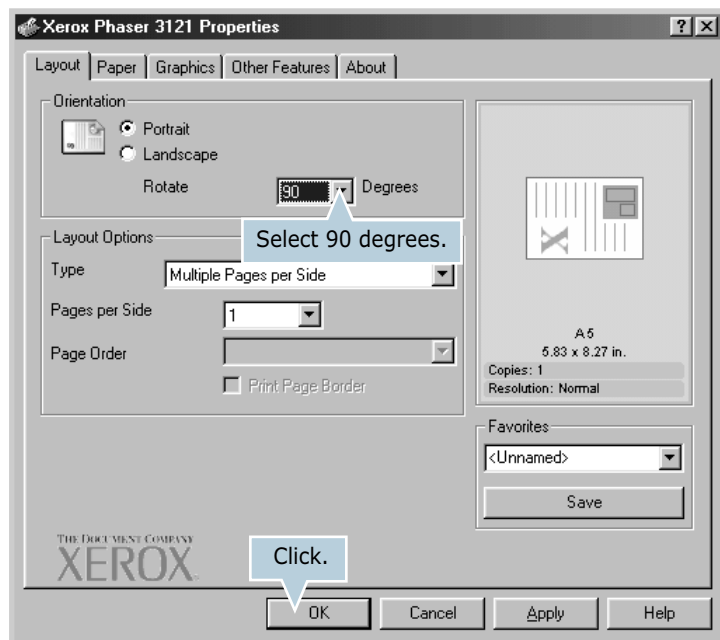 Xerox Phaser 3121 Properties
Layout Paper Graphics Other Features About
Orientation
Portrait
Landscape
Rotate 90 Degrees
Select 90 degrees.
Layout Options
Type Multiple Pages per Side
Pages per Side 1
Page Order
Print Page Border
A5
5.83 x 8.27 in.
Copies: 1
Resolution: Normal
Favorites
<Unnamed>
Save
THE DOCUMENT COMPANY
XEROX
Click.
OK Cancel Apply Help